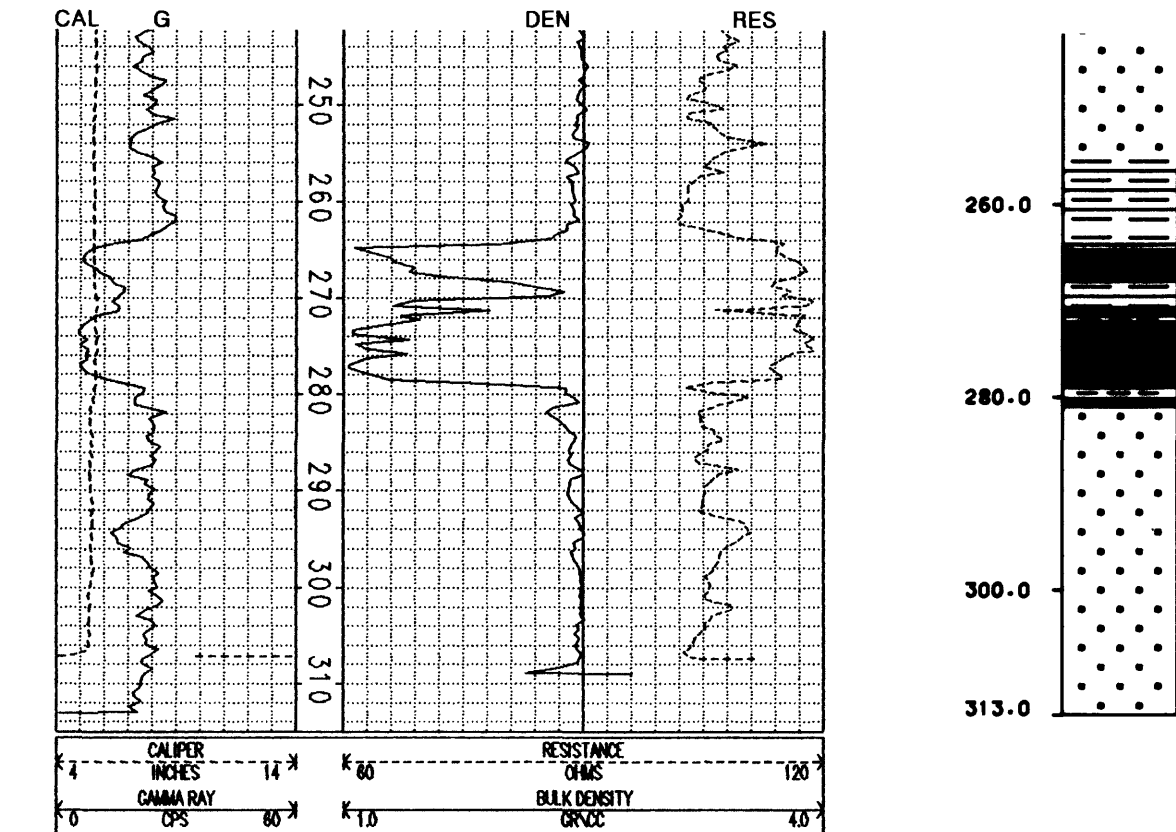 CAL G DEN RES
250
260
270
280
290
300
310
260.0
280.0
300.0
313.0
CALIPER RESISTANCE
4 INCHES 14 60 OHMS 120
GAMMA RAY BULK DENSITY
0 CPS 60 1.0 GR\CC 4.0